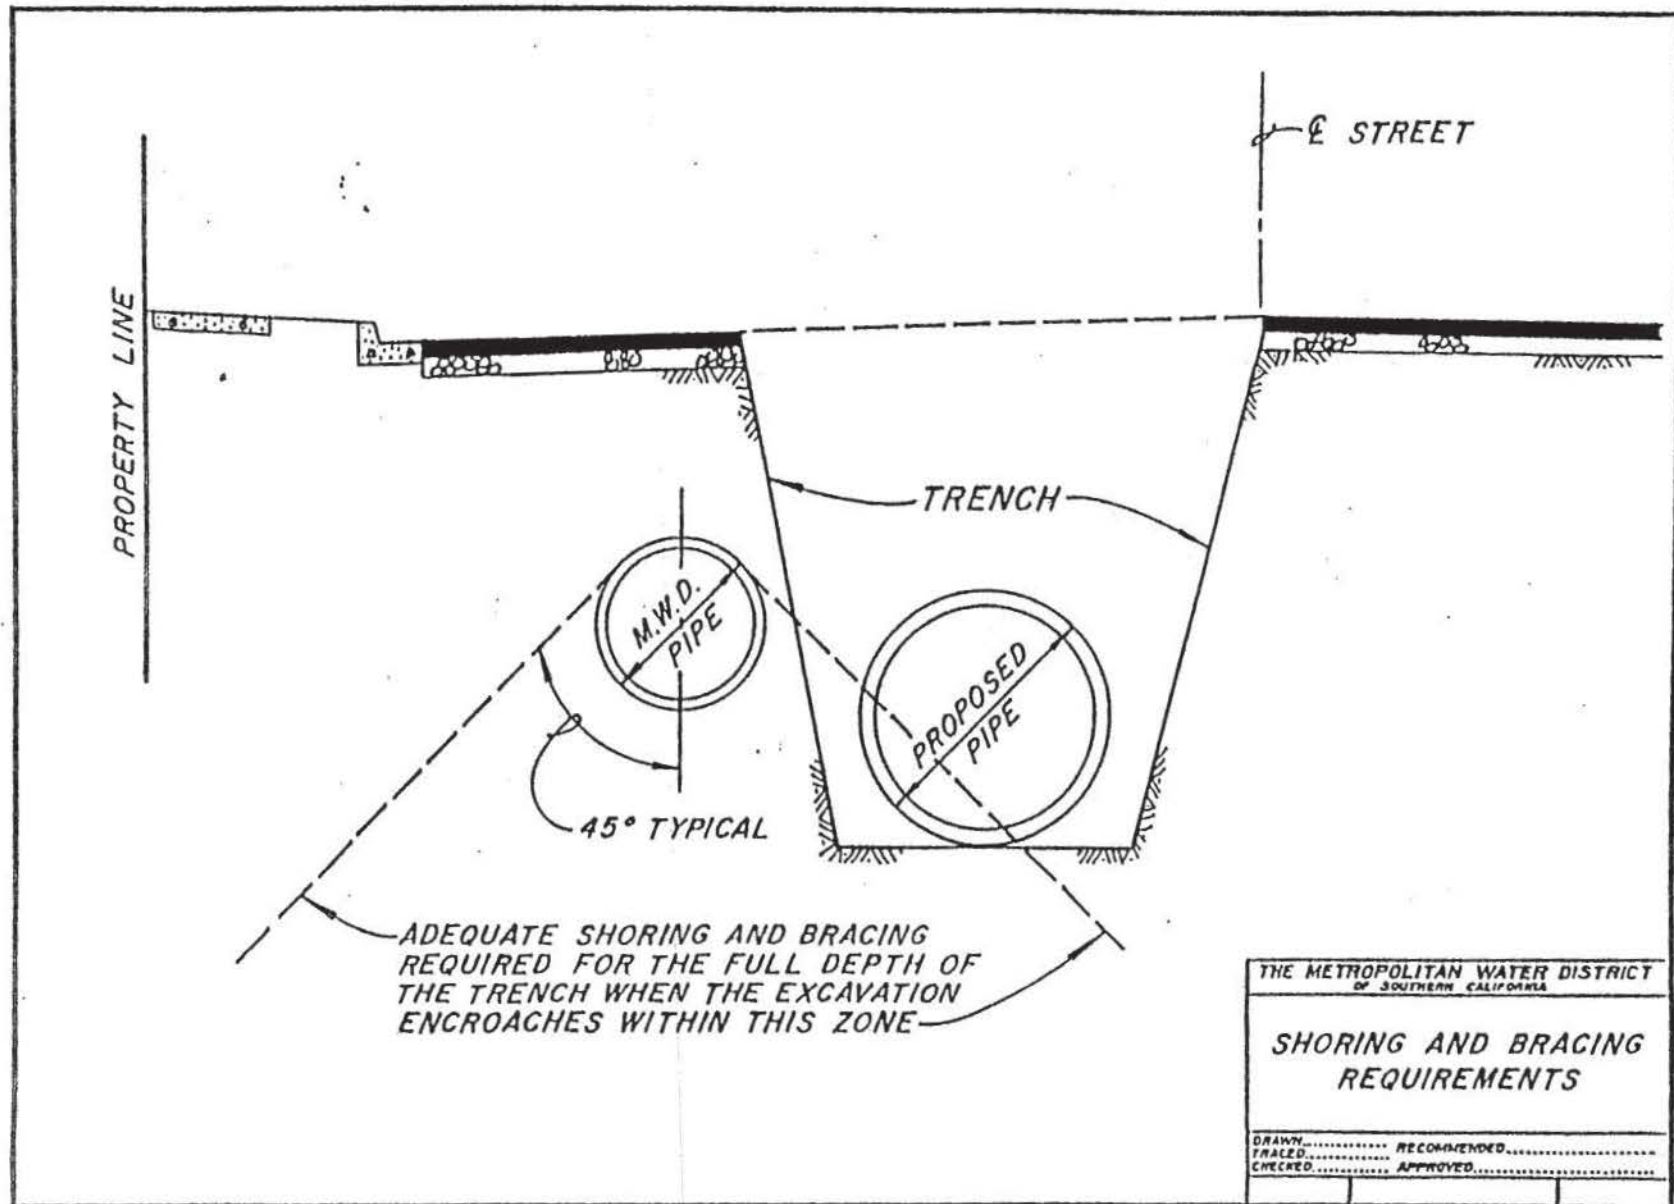 ℄ STREET
PROPERTY LINE
TRENCH
M.W.D.
PIPE
PROPOSED
PIPE
45° TYPICAL
ADEQUATE SHORING AND BRACING
REQUIRED FOR THE FULL DEPTH OF
THE TRENCH WHEN THE EXCAVATION
ENCROACHES WITHIN THIS ZONE
THE METROPOLITAN WATER DISTRICT
OF SOUTHERN CALIFORNIA
SHORING AND BRACING
REQUIREMENTS
DRAWN............ RECOMMENDED......................
TRACED............
CHECKED............ APPROVED...........................